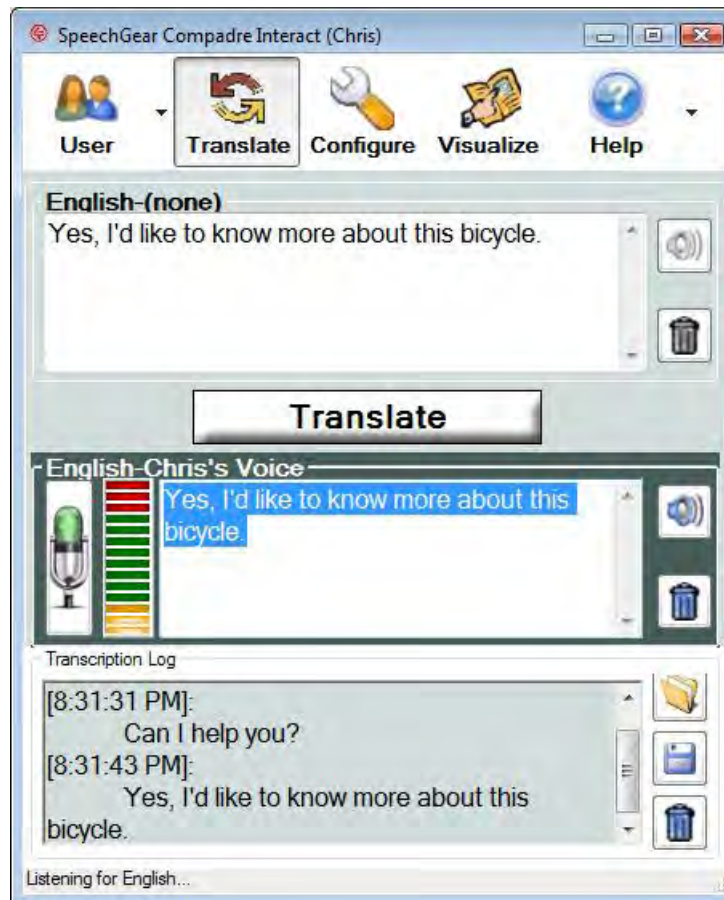 SpeechGear Compadre Interact (Chris)
User Translate Configure Visualize Help
English-(none)
Yes, I'd like to know more about this bicycle.
Translate
English-Chris's Voice
Yes, I'd like to know more about this
bicycle.
Transcription Log
[8:31:31 PM]:
Can I help you?
[8:31:43 PM]:
Yes, I'd like to know more about this
bicycle.
Listening for English...